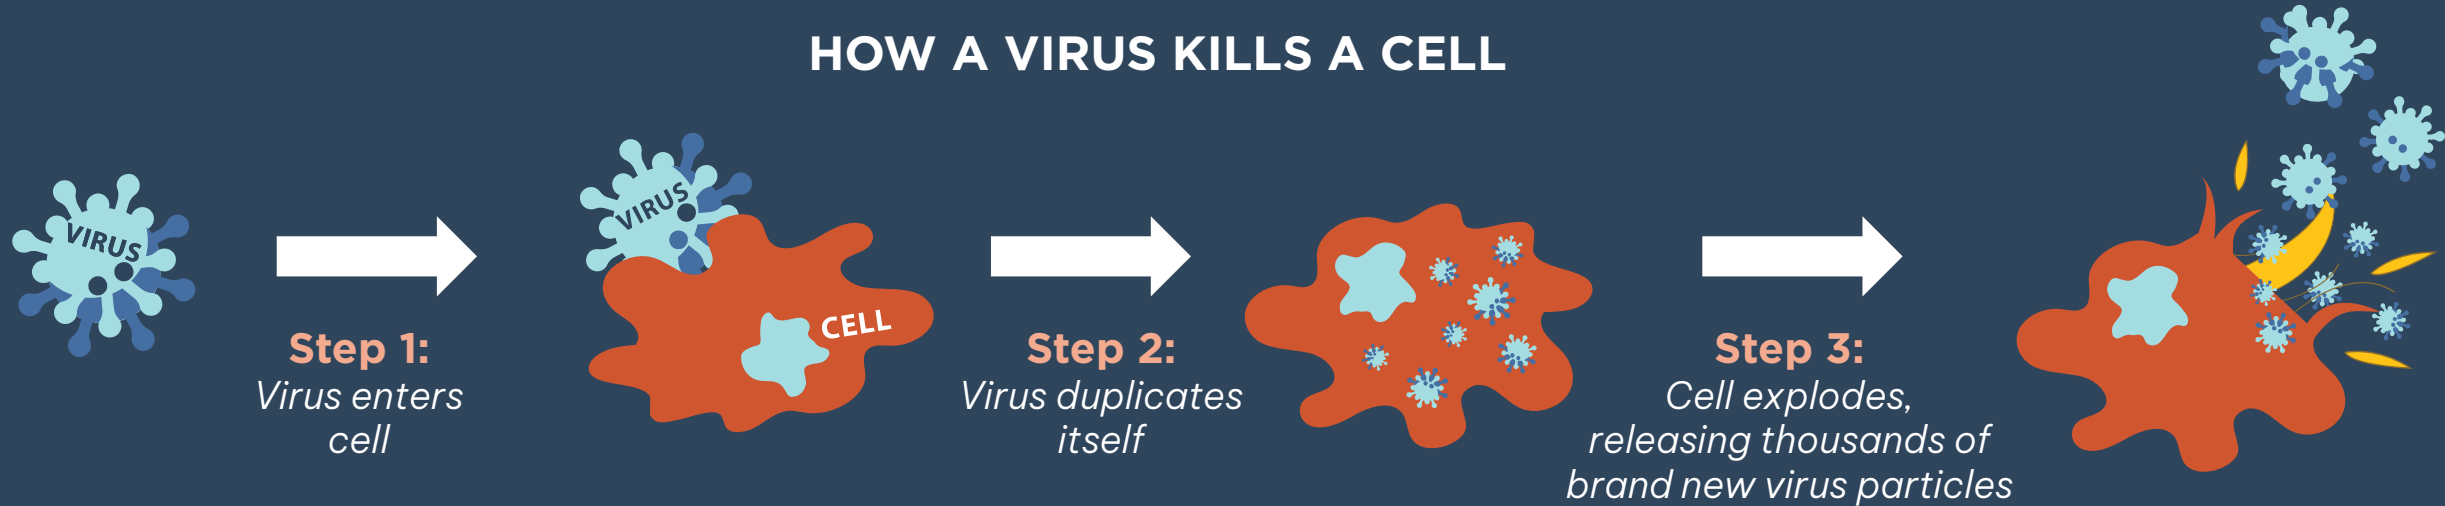 HOW A VIRUS KILLS A CELL
VIRUS
Step 1:
Virus enters
cell
VIRUS
CELL
Step 2:
Virus duplicates
itself
Step 3:
Cell explodes,
releasing thousands of
brand new virus particles